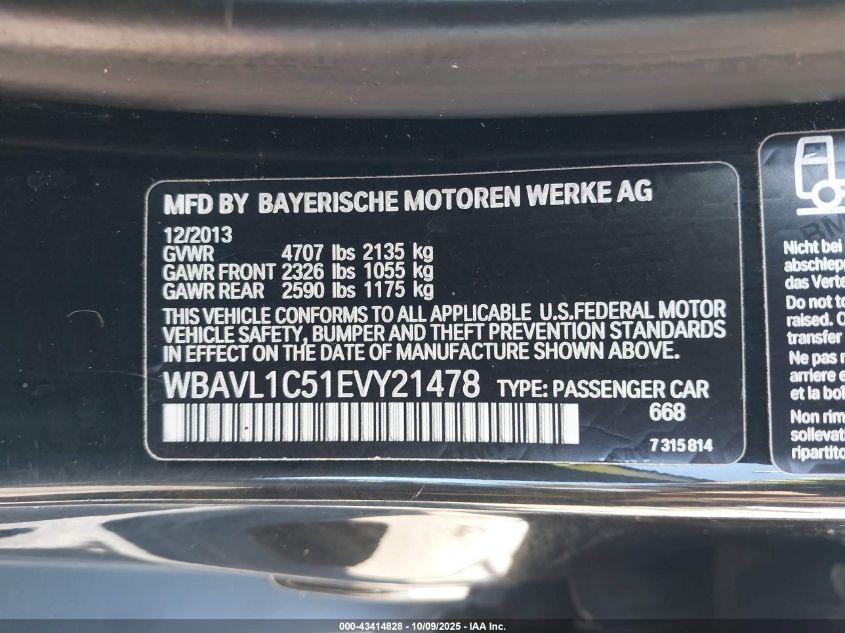 MFD BY BAYERISCHE MOTOREN WERKE AG
12/2013
GVWR 4707 lbs 2135 kg
GAWR FRONT 2326 lbs 1055 kg
GAWR REAR 2590 lbs 1175 kg
THIS VEHICLE CONFORMS TO ALL APPLICABLE U.S.FEDERAL MOTOR
VEHICLE SAFETY, BUMPER AND THEFT PREVENTION STANDARDS
IN EFFECT ON THE DATE OF MANUFACTURE SHOWN ABOVE.
WBAVL1C51EVY21478 TYPE: PASSENGER CAR
668
7315814
Nicht bei
abschlepp
das Verte
Do not to
raised. O
transfer
Ne pas r
arriere e
et la boî
Non rim
sollevat
ripartito
000-43414828 - 10/09/2025 - IAA Inc.